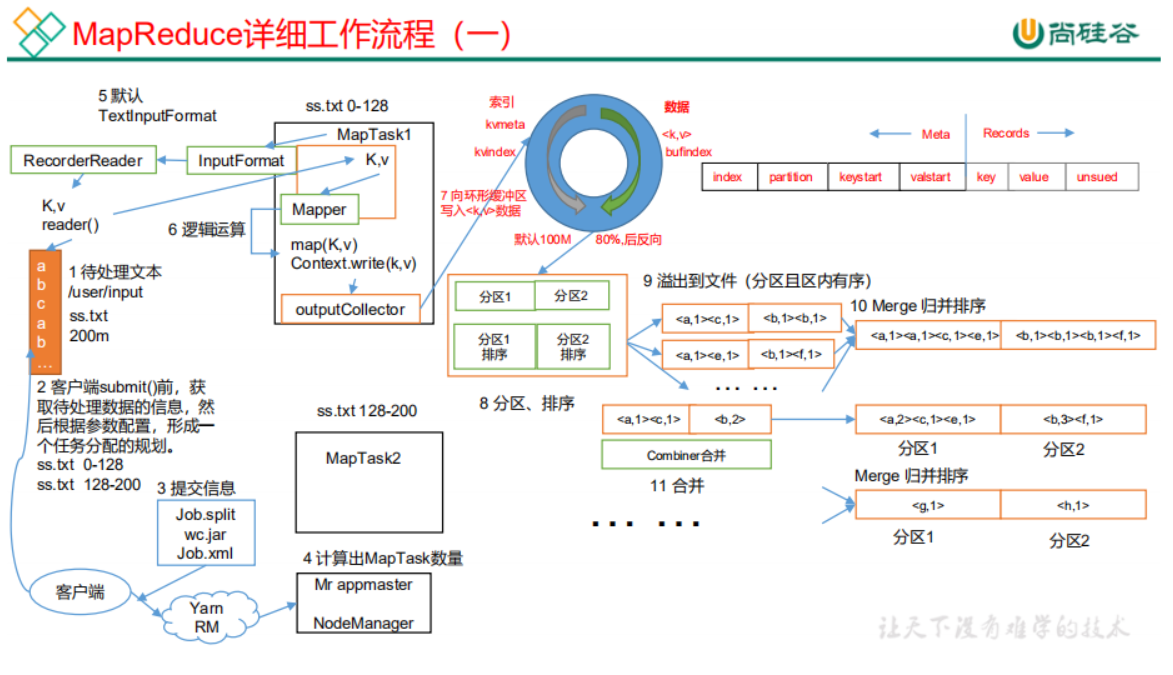 MapReduce详细工作流程（一）
尚硅谷
5 默认
TextInputFormat
ss.txt 0-128
MapTask1
RecorderReader
InputFormat
K,v
Mapper
K,v
reader()
6 逻辑运算
map(K,v)
Context.write(k,v)
outputCollector
a
b
c
a
b
…
1 待处理文本
/user/input
ss.txt
200m
2 客户端submit()前，获
取待处理数据的信息，然
后根据参数配置，形成一
个任务分配的规划。
ss.txt 0-128
ss.txt 128-200
3 提交信息
Job.split
wc.jar
Job.xml
客户端
Yarn
RM
4 计算出MapTask数量
Mr appmaster
NodeManager
ss.txt 128-200
MapTask2
索引
kvmeta
kvindex
数据
<k,v>
bufindex
7 向环形缓冲区
写入<k,v>数据
默认100M
80%,后反向
Meta
Records
index
partition
keystart
valstart
key
value
unsued
分区1
分区2
分区1
排序
分区2
排序
8 分区、排序
9 溢出到文件（分区且区内有序）
<a,1><c,1>
<b,1><b,1>
<a,1><e,1>
<b,1><f,1>
… …
10 Merge 归并排序
<a,1><a,1><c,1><e,1>
<b,1><b,1><b,1><f,1>
<a,1><c,1>
<b,2>
Combiner合并
11 合并
… …
<a,2><c,1><e,1>
<b,3><f,1>
分区1
分区2
Merge 归并排序
<g,1>
<h,1>
分区1
分区2
让天下没有难学的技术